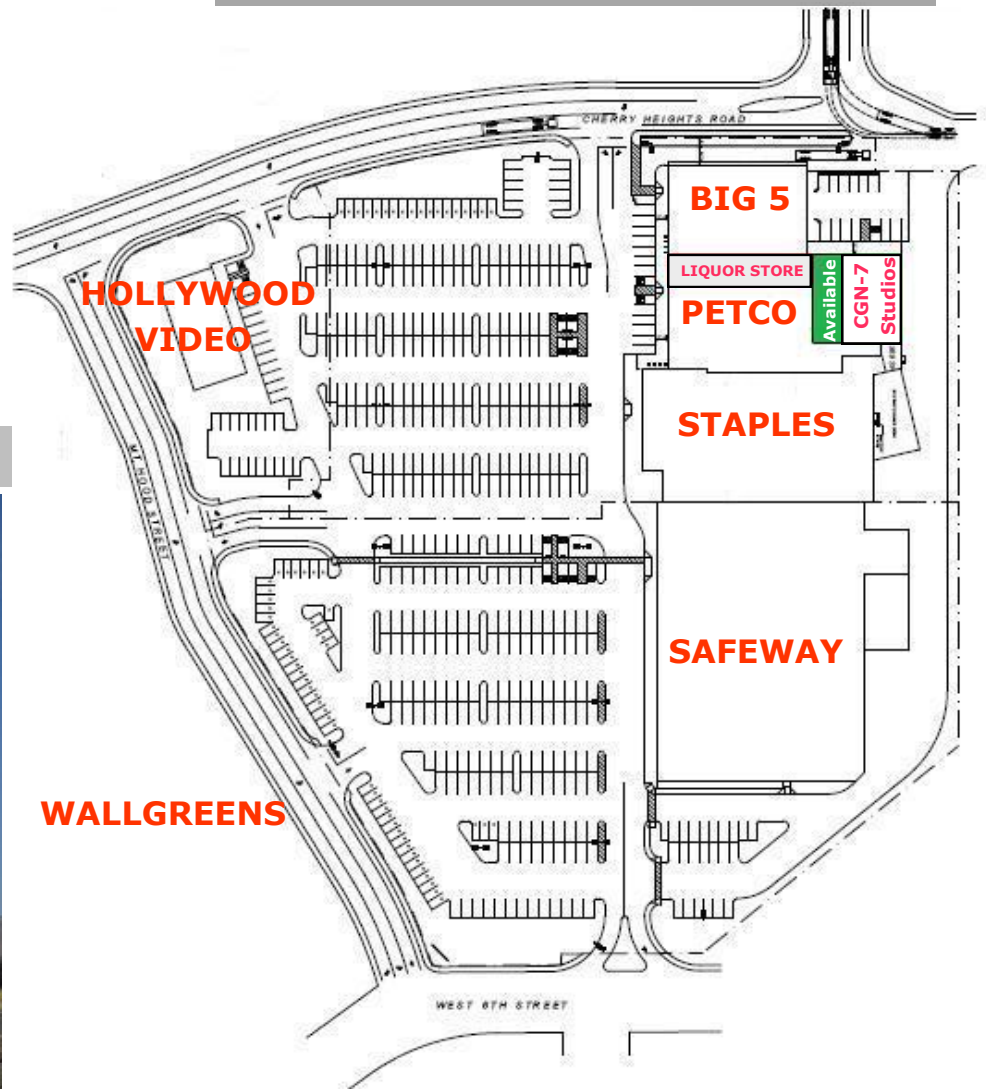 CHERRY HEIGHTS ROAD
BIG 5
LIQUOR STORE
Available
CGN-7
Studios
HOLLYWOOD
VIDEO
PETCO
STAPLES
MT HOOD STREET
SAFEWAY
WALLGREENS
WEST 6TH STREET